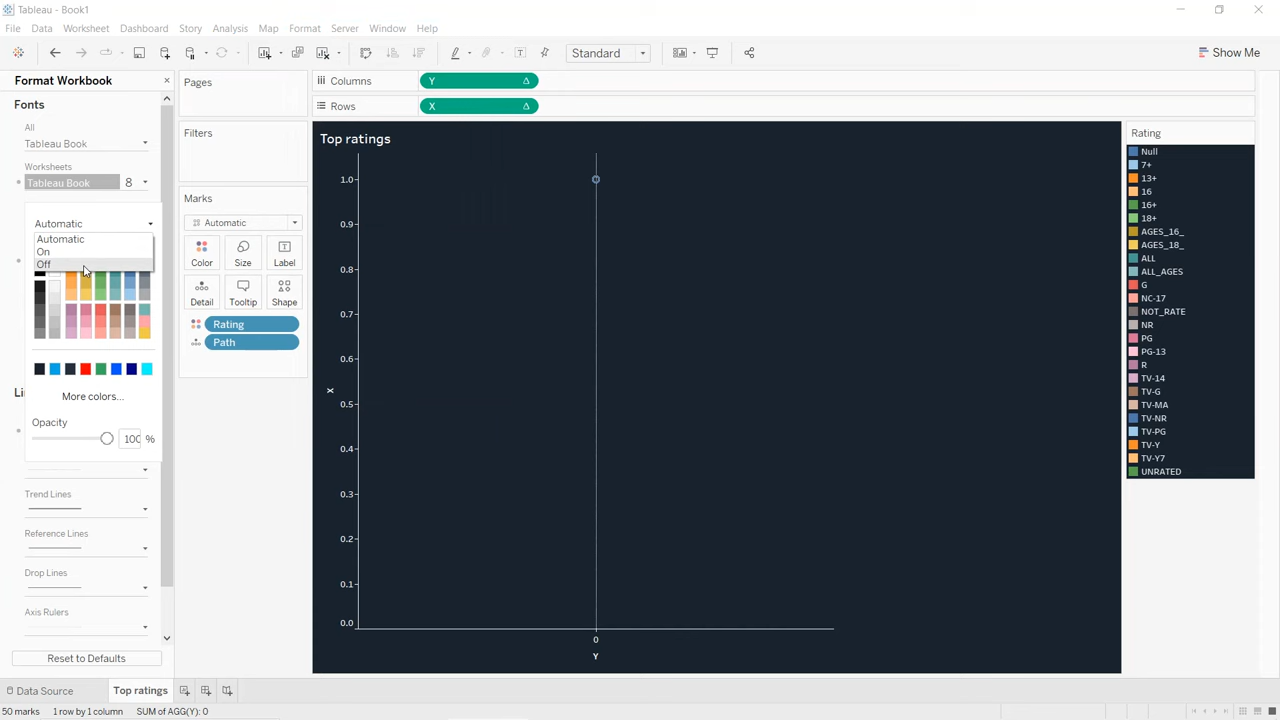 Tableau - Book1
File Data Worksheet Dashboard Story Analysis Map Format Server Window Help
Standard
Show Me
Format Workbook
Fonts
All
Tableau Book
Worksheets
Tableau Book 8
Automatic
Automatic
On
Off
More colors...
Opacity
100 %
Trend Lines
Reference Lines
Drop Lines
Axis Rulers
Reset to Defaults
Pages
Filters
Marks
Automatic
Color Size Label
Detail Tooltip Shape
Rating
Path
Columns Y Δ
Rows X Δ
Top ratings
1.0
0.9
0.8
0.7
0.6
0.5
0.4
0.3
0.2
0.1
0.0
X
0
Y
Rating
Null
7+
13+
16
16+
18+
AGES_16_
AGES_18_
ALL
ALL_AGES
G
NC-17
NOT_RATE
NR
PG
PG-13
R
TV-14
TV-G
TV-MA
TV-NR
TV-PG
TV-Y
TV-Y7
UNRATED
Data Source Top ratings
50 marks 1 row by 1 column SUM of AGG(Y): 0